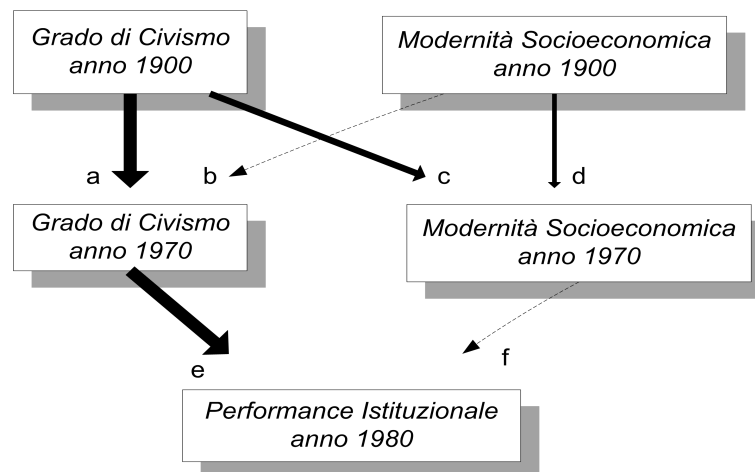 Grado di Civismo
anno 1900
Modernità Socioeconomica
anno 1900
a
b
c
d
Grado di Civismo
anno 1970
Modernità Socioeconomica
anno 1970
e
f
Performance Istituzionale
anno 1980